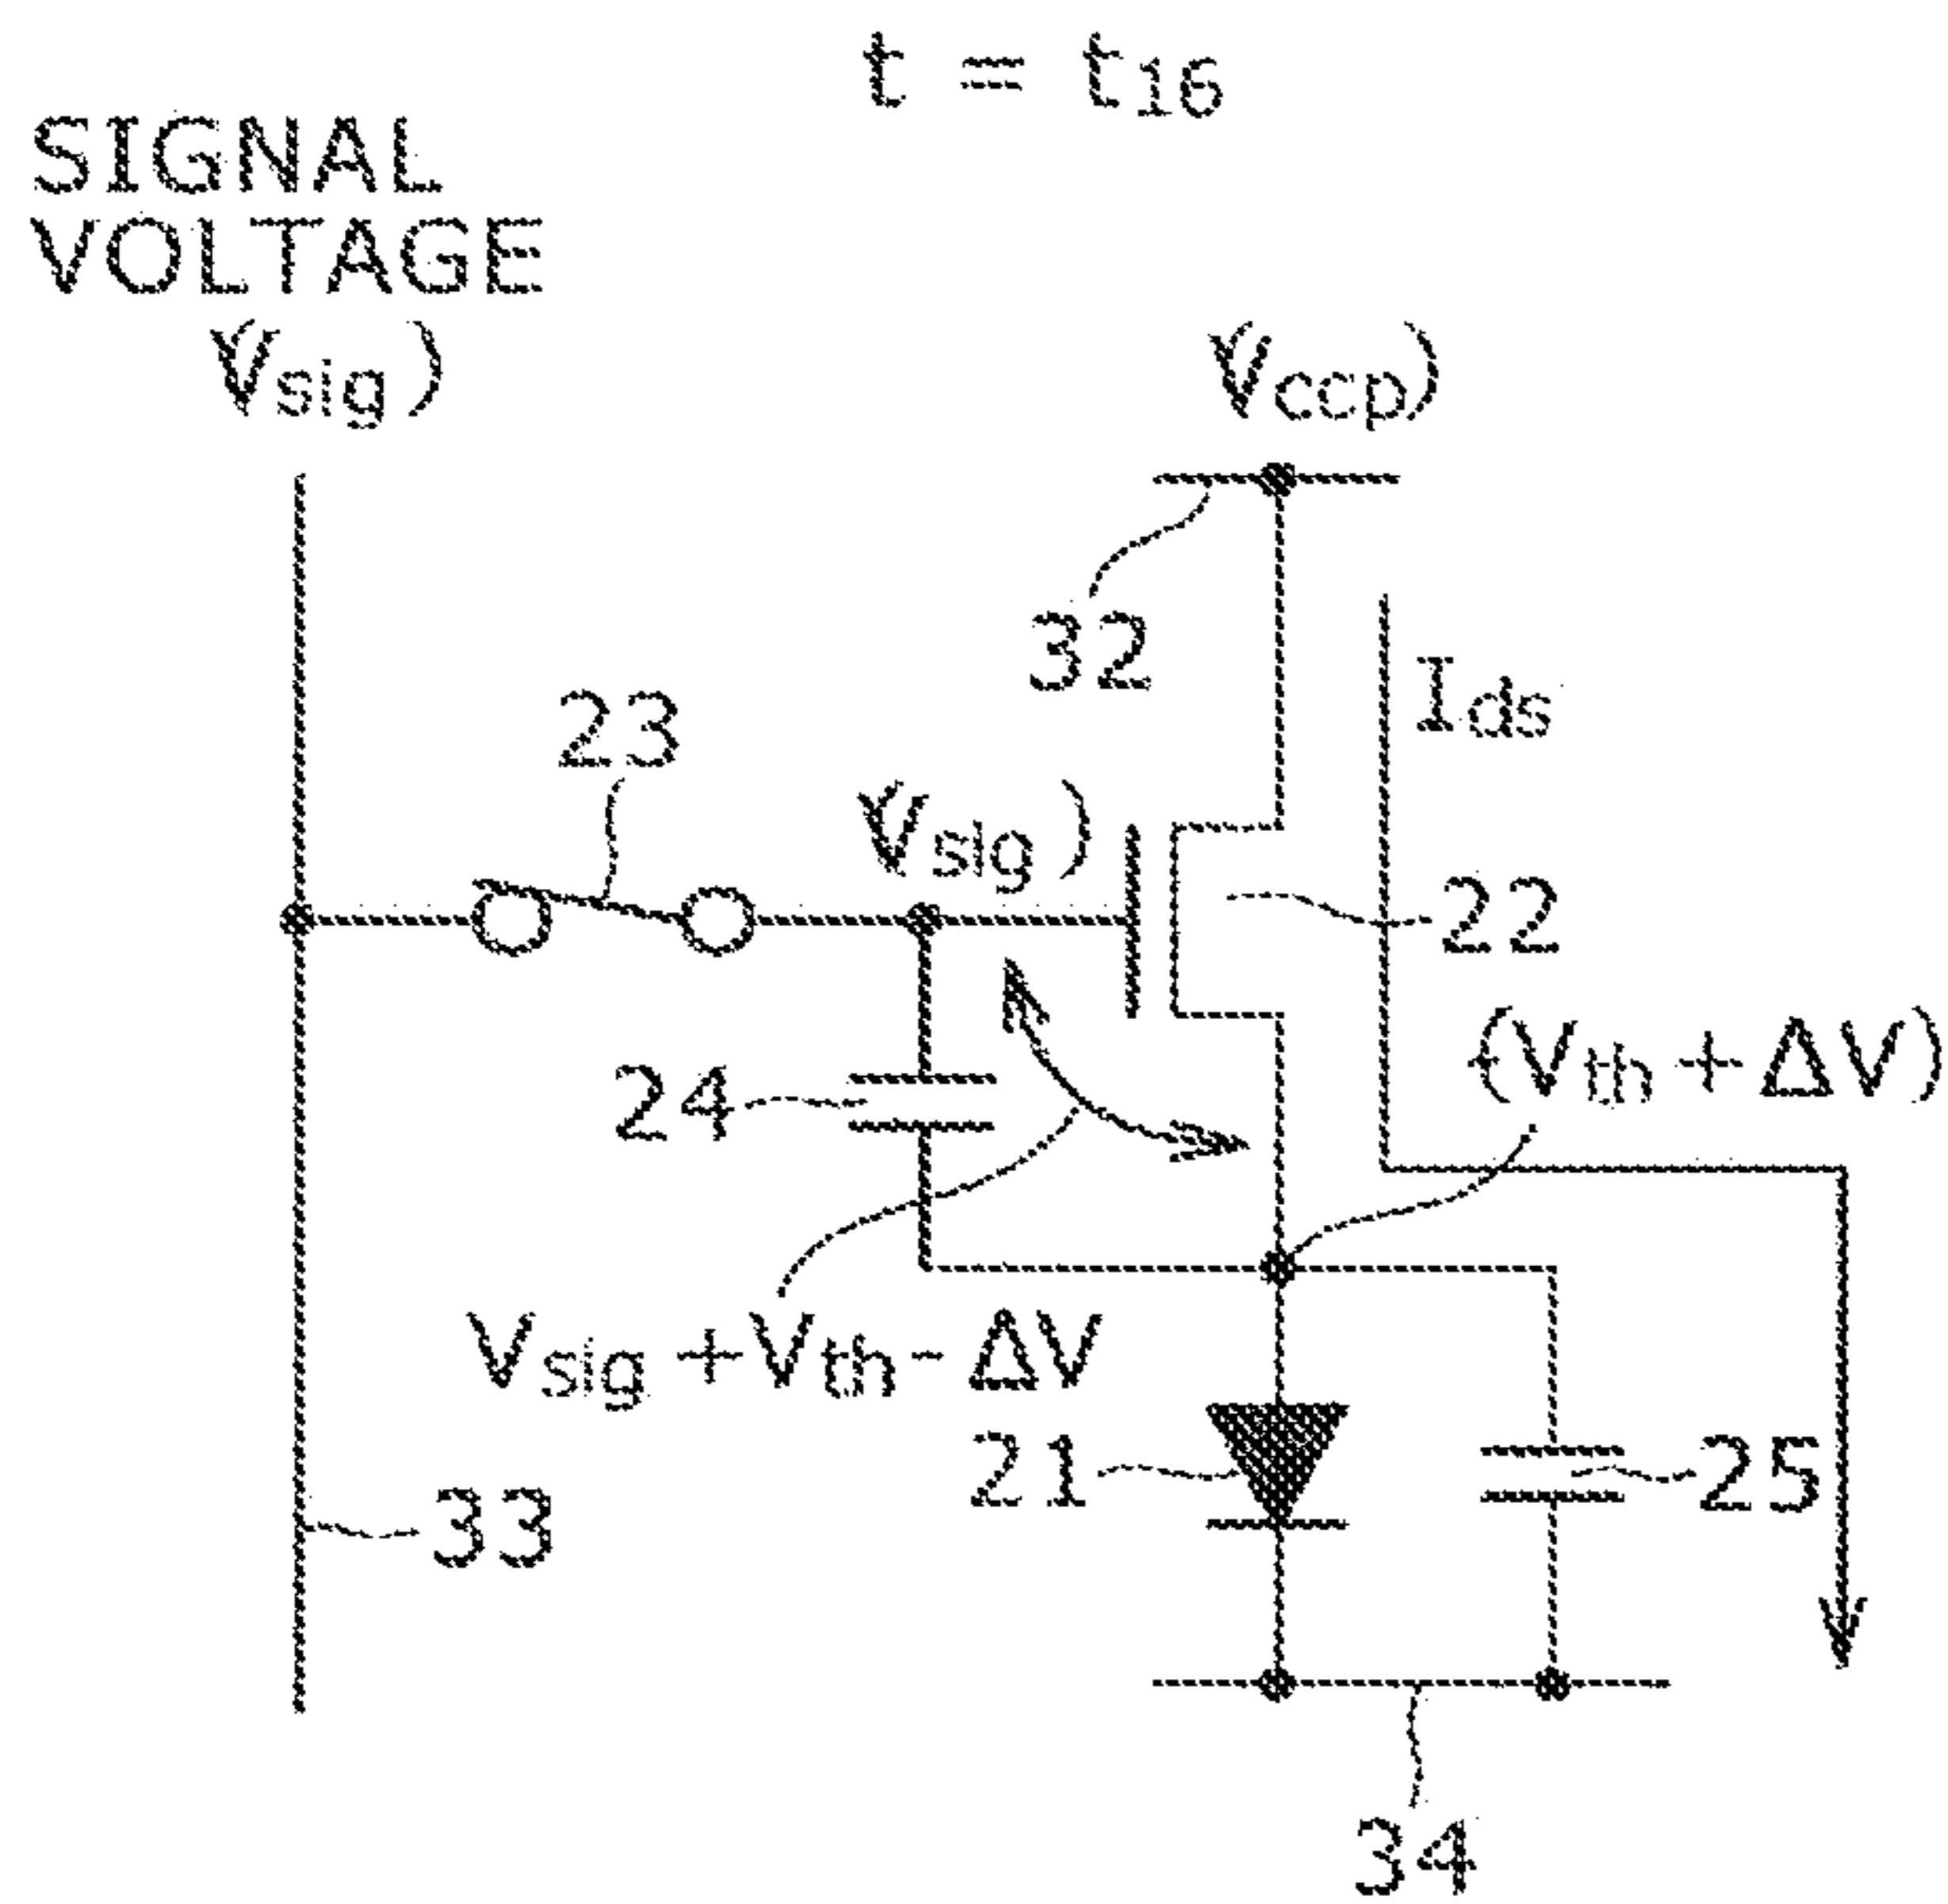 t = t16
SIGNAL
VOLTAGE
(Vsig)
(Vccp)
32
Ids
23
(Vsig)
22
24
(-Vth + ΔV)
Vsig + Vth - ΔV
21
25
33
34